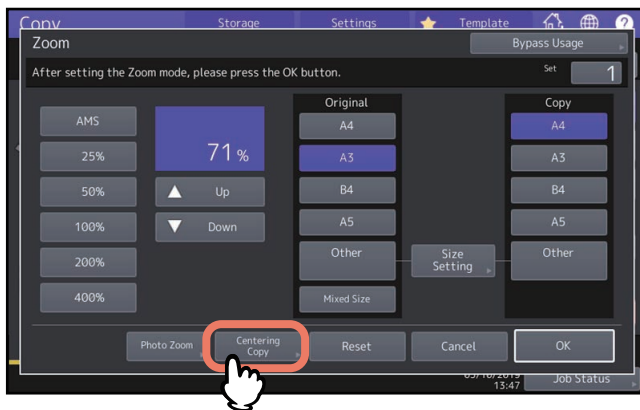 Copy Storage Settings Template
Zoom Bypass Usage
After setting the Zoom mode, please press the OK button. Set 1
Original Copy
AMS A4 A4
25% 71% A3 A3
50% Up B4 B4
100% Down A5 A5
200% Other Size Setting Other
400% Mixed Size
Photo Zoom Centering Copy Reset Cancel OK
13:47 Job Status